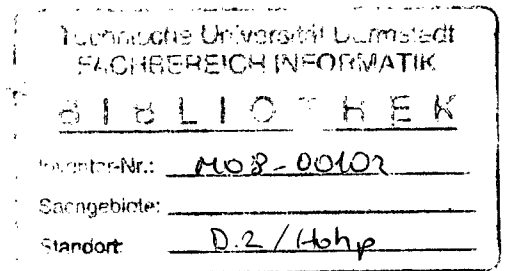 Technische Universität Darmstadt
FACHBEREICH INFORMATIK
BIBLIOTHEK
Inventar-Nr.: M08-00102
Sachgebiete:
Standort: D.2/Hohp